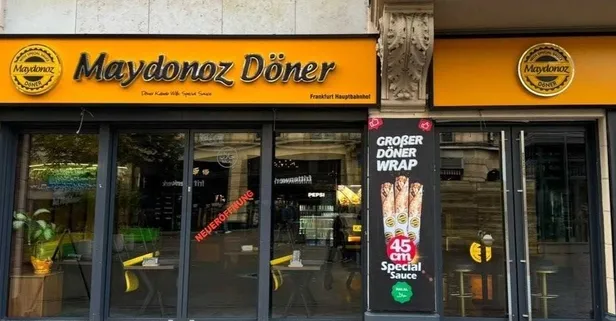 Maydonoz
DÖNER
Maydonoz Döner
Döner Kebab With Special Sauce
Frankfurt Hauptbahnhof
Maydonoz
DÖNER
GROßER
DÖNER
WRAP
45
cm
Special
Sauce
HALAL
NEUERÖFFNUNG
PEPSI